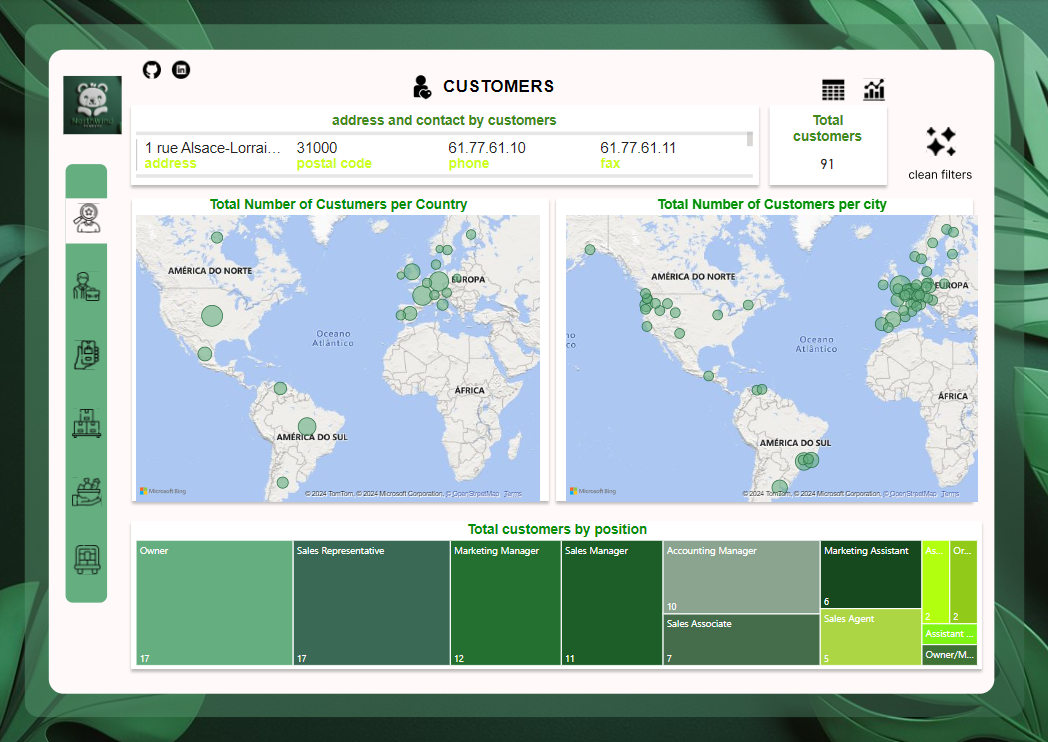 CUSTOMERS
NorthWind
address and contact by customers
1 rue Alsace-Lorrai... 31000 61.77.61.10 61.77.61.11
address postal code phone fax
Total
customers
91
clean filters
Total Number of Custumers per Country
AMÉRICA DO NORTE
EUROPA
Oceano
Atlântico
ÁFRICA
AMÉRICA DO SUL
Microsoft Bing
© 2024 TomTom, © 2024 Microsoft Corporation, © OpenStreetMap Terms
Total Number of Customers per city
AMÉRICA DO NORTE
EUROPA
no
co
Oceano
Atlântico
ÁFRICA
AMÉRICA DO SUL
Microsoft Bing
© 2024 TomTom, © 2024 Microsoft Corporation, © OpenStreetMap Terms
Total customers by position
Owner
17
Sales Representative
17
Marketing Manager
12
Sales Manager
11
Accounting Manager
10
Sales Associate
7
Marketing Assistant
6
Sales Agent
5
As...
2
Or...
2
Assistant ...
Owner/M...